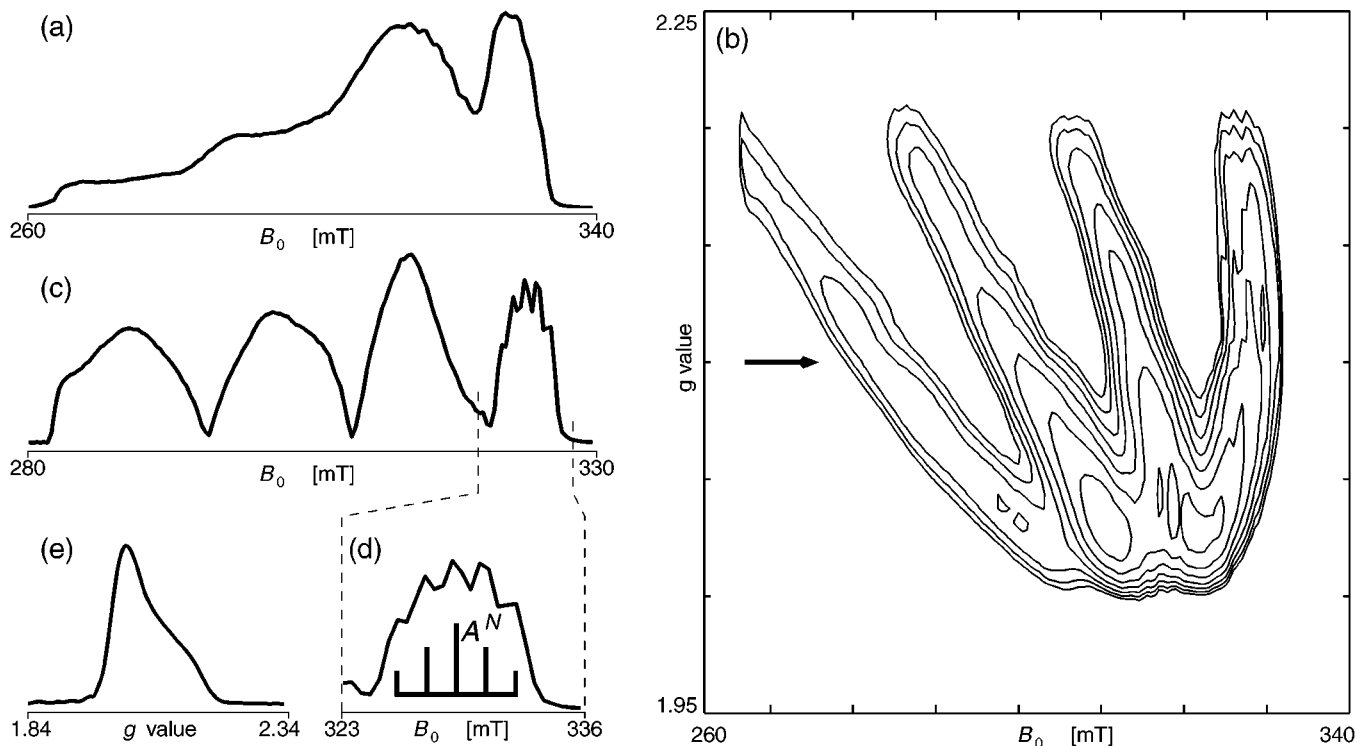 (a)
260
B₀ [mT]
340
(c)
280
B₀ [mT]
330
(e)
1.84
g value
2.34
(d)
A^N
323
B₀ [mT]
336
2.25
(b)
g value
1.95
260
B₀ [mT]
340